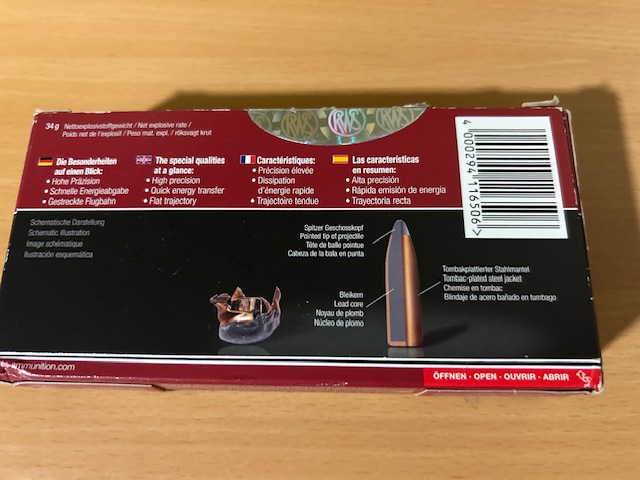 34 g Nettoexplosivstoffgewicht / Net explosive rate /
Poids net de l'explosif / Peso mat. expl. / röksvagt krut
RWS RWS
Die Besonderheiten
auf einen Blick:
• Hohe Präzision
• Schnelle Energieabgabe
• Gestreckte Flugbahn
The special qualities
at a glance:
• High precision
• Quick energy transfer
• Flat trajectory
Caractéristiques:
• Précision élevée
• Dissipation
d'énergie rapide
• Trajectoire tendue
Las caracteristicas
en resumen:
• Alta precisión
• Rápida emisión de energía
• Trayectoria recta
4000294116506>
Schematische Darstellung
Schematic illustration
Image schématique
Ilustración esquemática
Spitzer Geschosskopf
Pointed tip of projectile
Tête de balle pointue
Cabeza de la bala en punta
Bleikern
Lead core
Noyau de plomb
Núcleo de plomo
Tombakplattierter Stahlmantel
Tombac-plated steel jacket
Chemise en tombac
Blindaje de acero bañado en tumbago
mmunition.com
ÖFFNEN · OPEN · OUVRIR · ABRIR